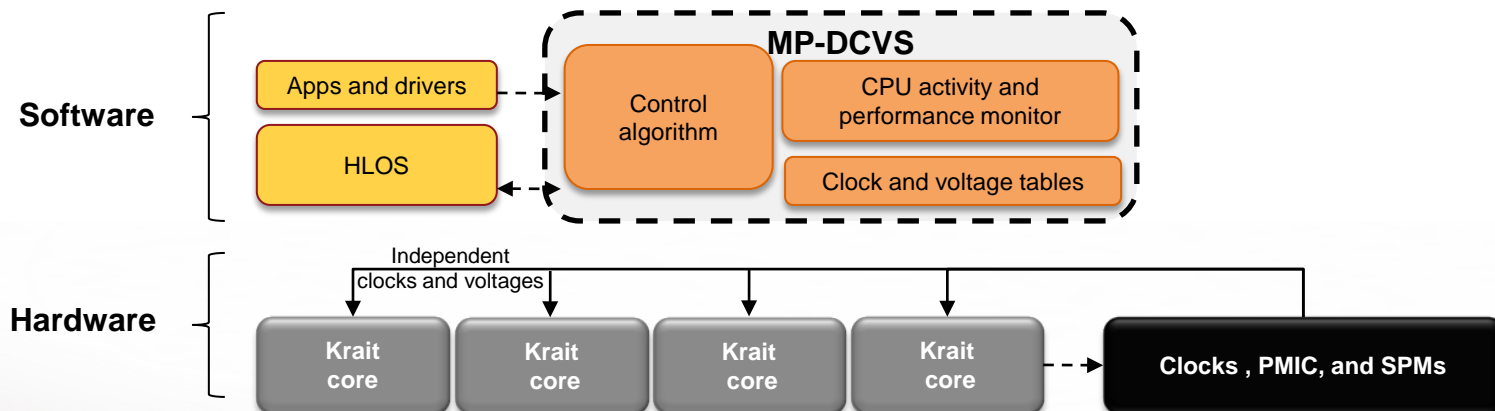 MP-DCVS
Software
Apps and drivers
HLOS
Control
algorithm
CPU activity and
performance monitor
Clock and voltage tables
Hardware
Independent
clocks and voltages
Krait
core
Krait
core
Krait
core
Krait
core
Clocks , PMIC, and SPMs